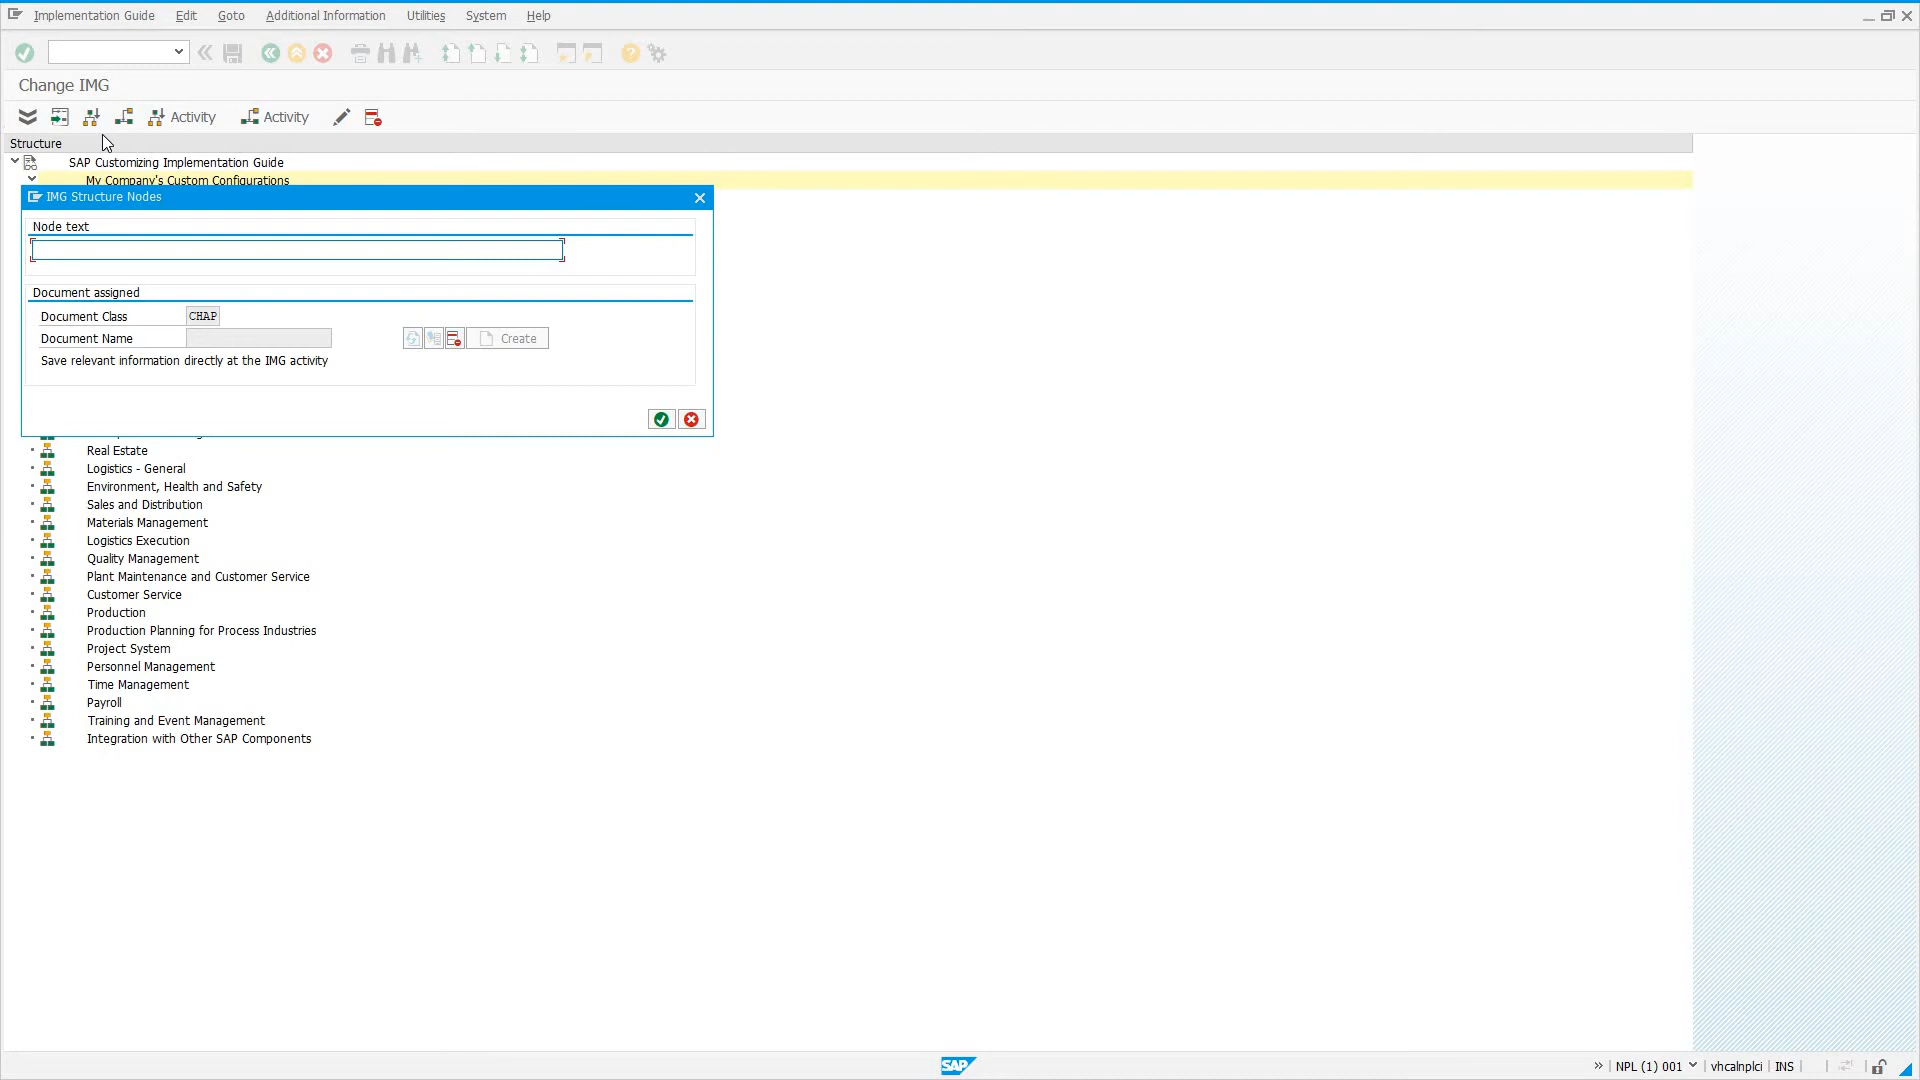 Implementation Guide Edit Goto Additional Information Utilities System Help
Change IMG
Activity Activity
Structure
SAP Customizing Implementation Guide
My Company's Custom Configurations
IMG Structure Nodes
Node text
Document assigned
Document Class CHAP
Document Name Create
Save relevant information directly at the IMG activity
Real Estate
Logistics - General
Environment, Health and Safety
Sales and Distribution
Materials Management
Logistics Execution
Quality Management
Plant Maintenance and Customer Service
Customer Service
Production
Production Planning for Process Industries
Project System
Personnel Management
Time Management
Payroll
Training and Event Management
Integration with Other SAP Components
SAP » NPL (1) 001 vhcalnplci INS